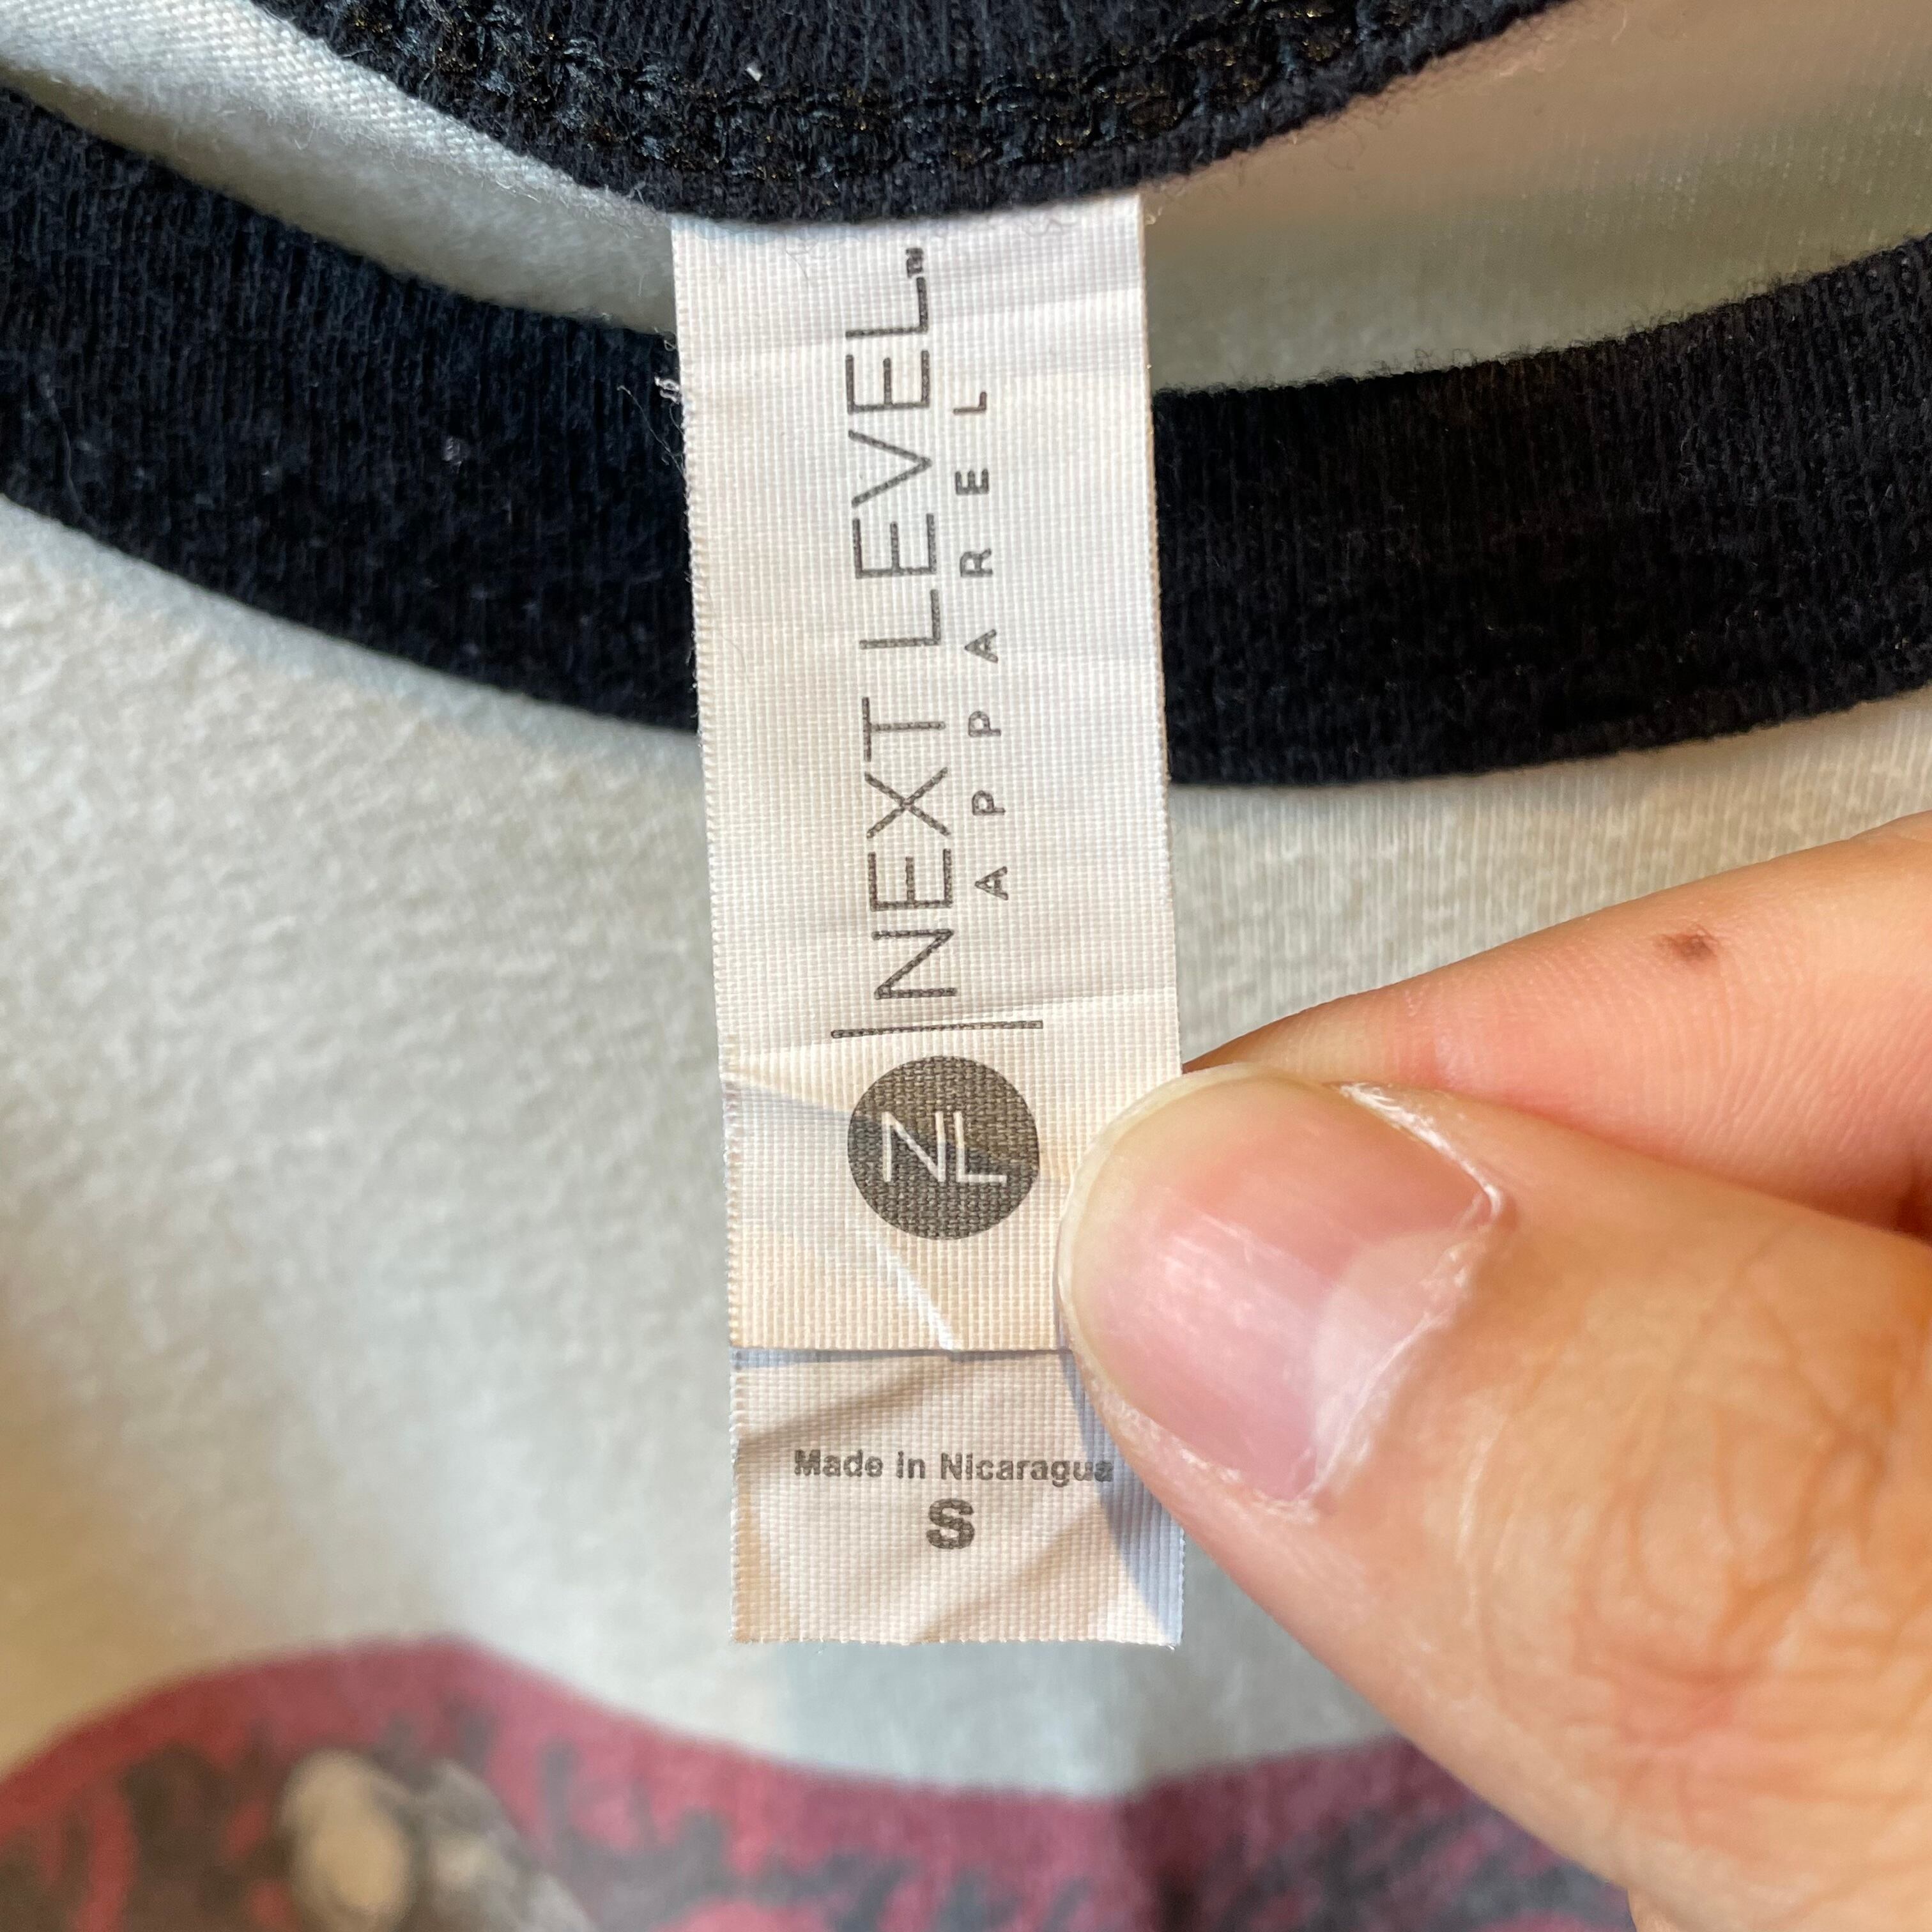 NL
NEXT LEVEL™
APPAREL
Made in Nicaragua
S